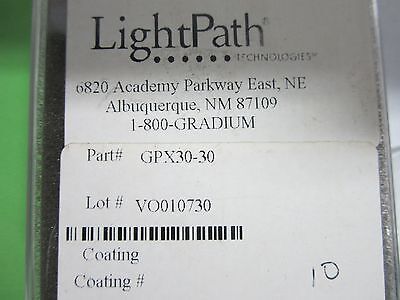 LightPath®
TECHNOLOGIES™
6820 Academy Parkway East, NE
Albuquerque, NM 87109
1-800-GRADIUM
Part# GPX30-30
Lot # VO010730
Coating
Coating #
10